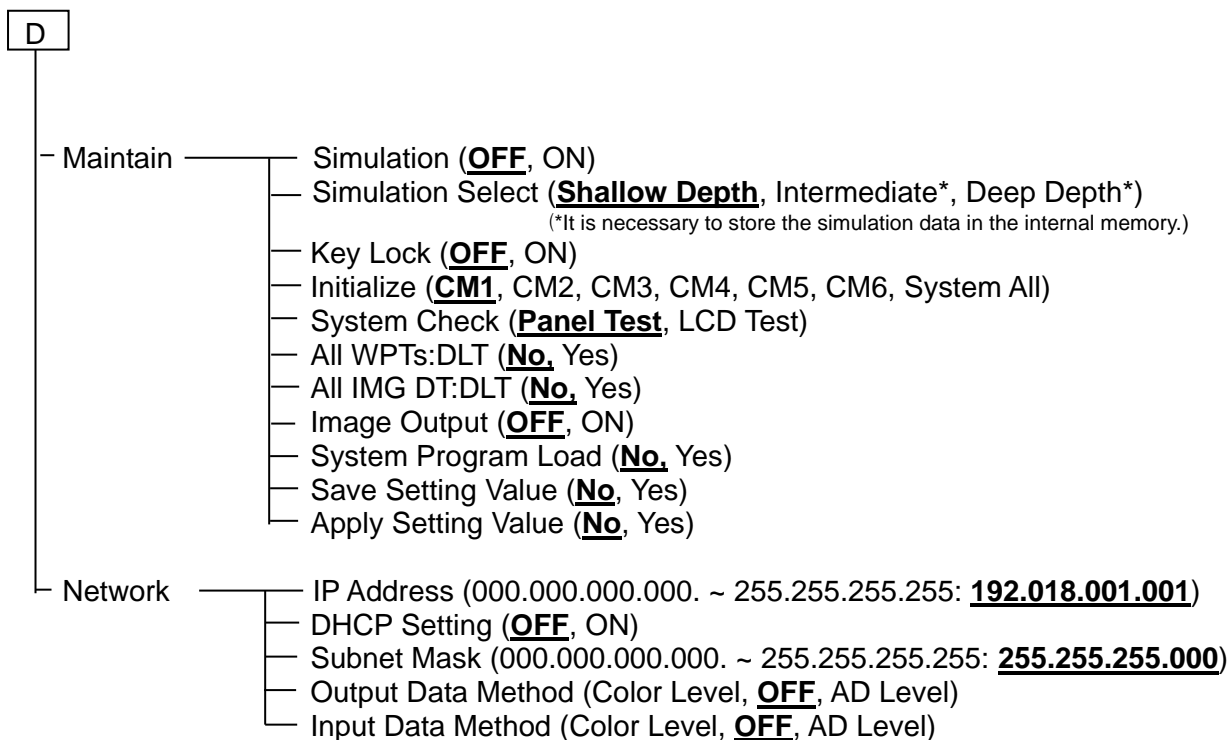 D
Maintain
Simulation (OFF, ON)
Simulation Select (Shallow Depth, Intermediate*, Deep Depth*)
(*It is necessary to store the simulation data in the internal memory.)
Key Lock (OFF, ON)
Initialize (CM1, CM2, CM3, CM4, CM5, CM6, System All)
System Check (Panel Test, LCD Test)
All WPTs:DLT (No, Yes)
All IMG DT:DLT (No, Yes)
Image Output (OFF, ON)
System Program Load (No, Yes)
Save Setting Value (No, Yes)
Apply Setting Value (No, Yes)
Network
IP Address (000.000.000.000. ~ 255.255.255.255: 192.018.001.001)
DHCP Setting (OFF, ON)
Subnet Mask (000.000.000.000. ~ 255.255.255.255: 255.255.255.000)
Output Data Method (Color Level, OFF, AD Level)
Input Data Method (Color Level, OFF, AD Level)